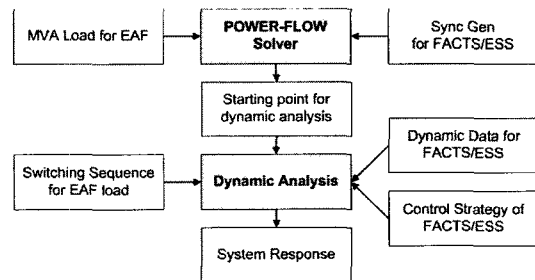 MVA Load for EAF
POWER-FLOW
Solver
Sync Gen
for FACTS/ESS
Starting point for
dynamic analysis
Switching Sequence
for EAF load
Dynamic Analysis
Dynamic Data for
FACTS/ESS
Control Strategy of
FACTS/ESS
System Response